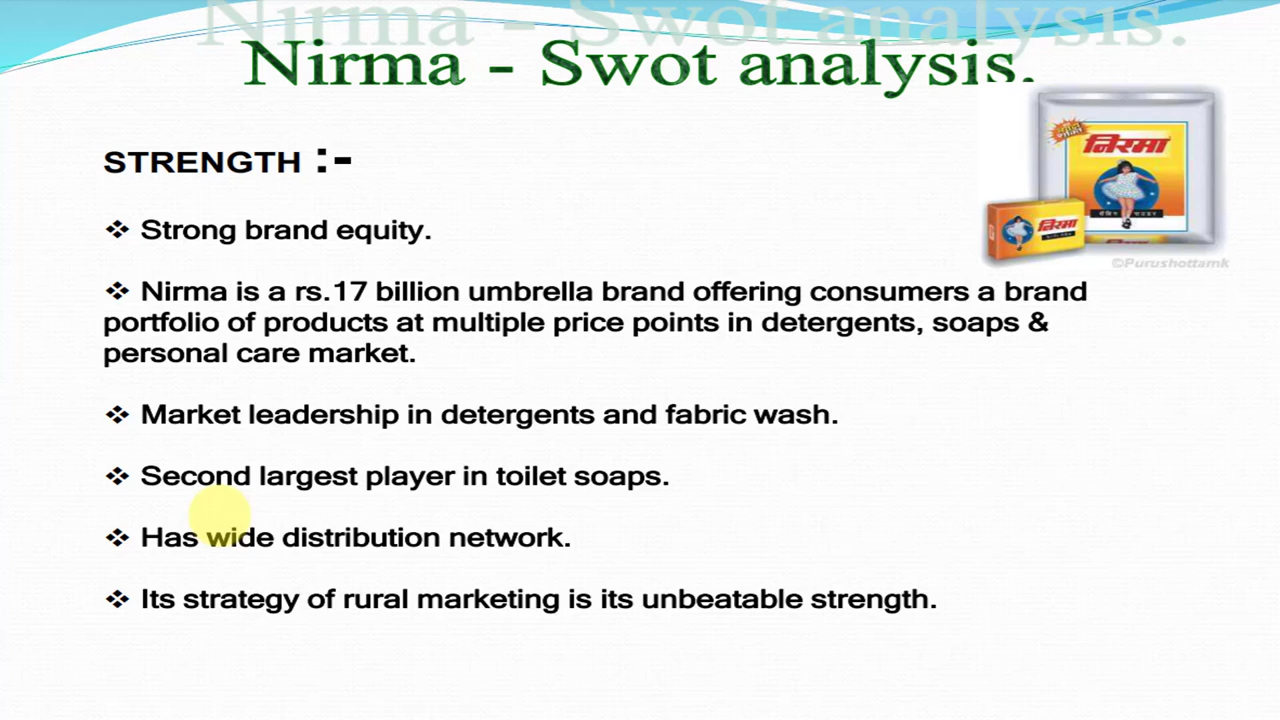 Nirma - Swot analysis.
STRENGTH :-
❖ Strong brand equity.
❖ Nirma is a rs.17 billion umbrella brand offering consumers a brand
portfolio of products at multiple price points in detergents, soaps &
personal care market.
❖ Market leadership in detergents and fabric wash.
❖ Second largest player in toilet soaps.
❖ Has wide distribution network.
❖ Its strategy of rural marketing is its unbeatable strength.
निरमा
निरमा
©Purushottamk